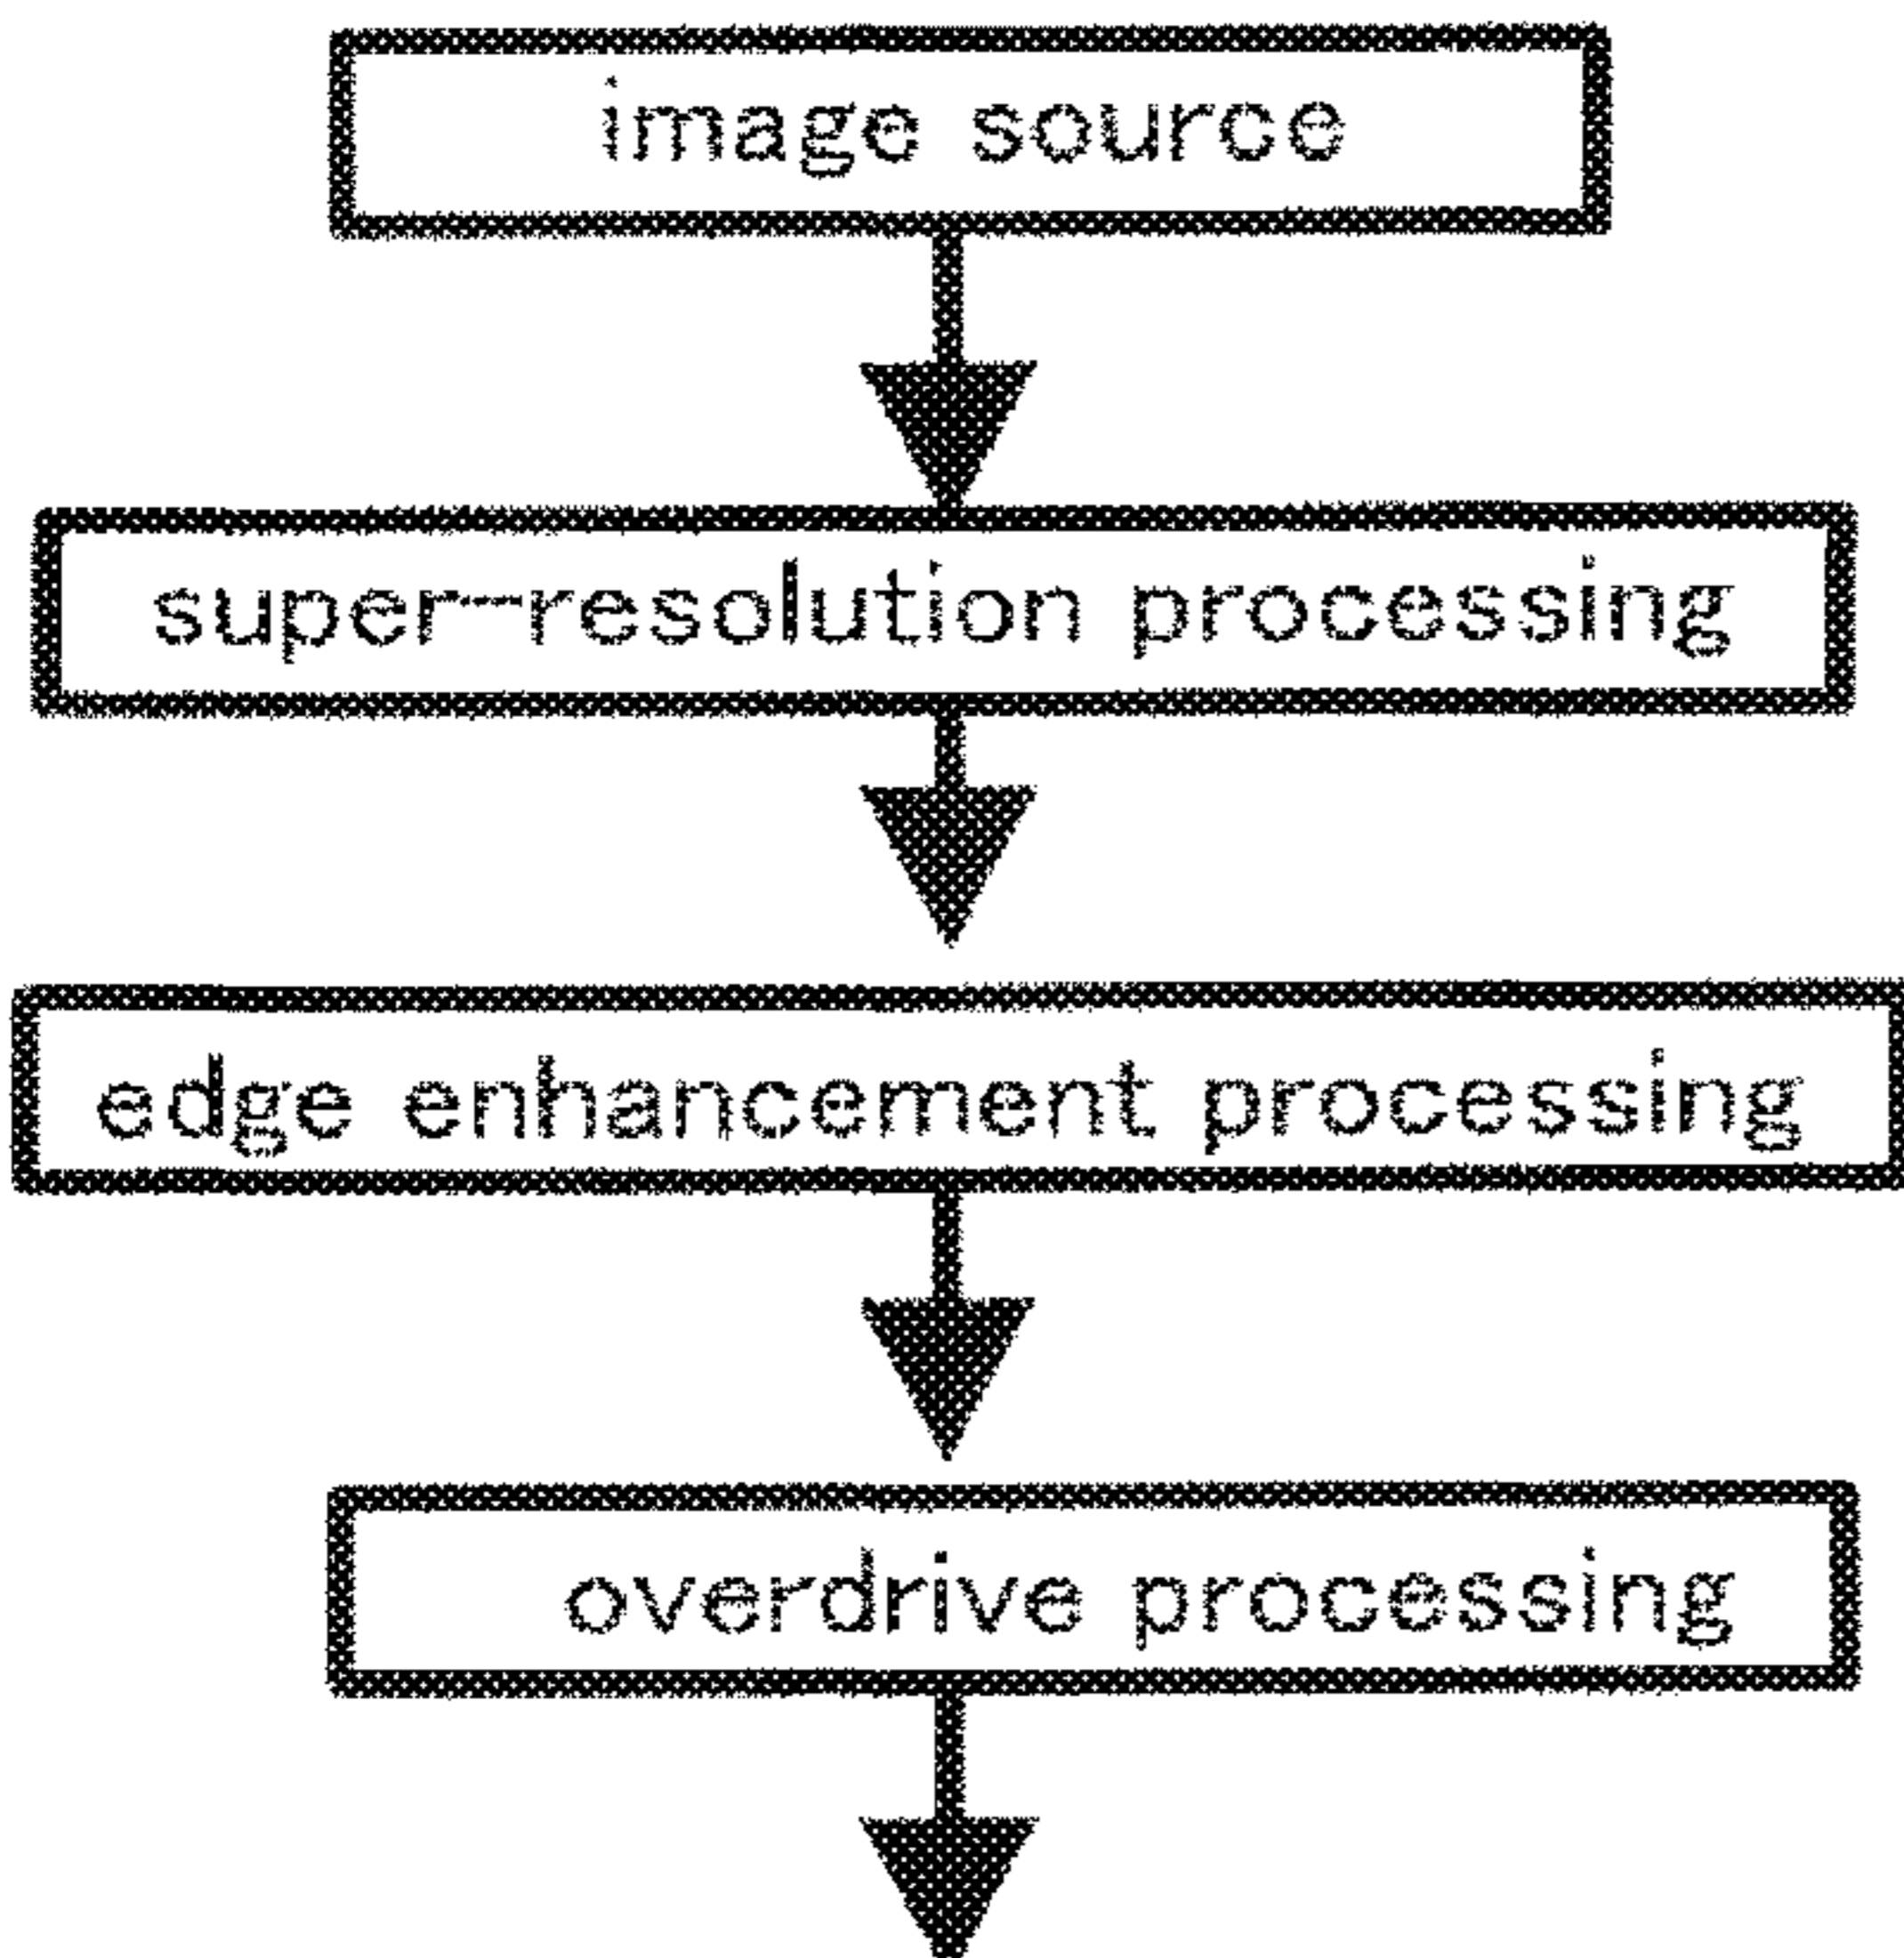 image source
super-resolution processing
edge enhancement processing
overdrive processing